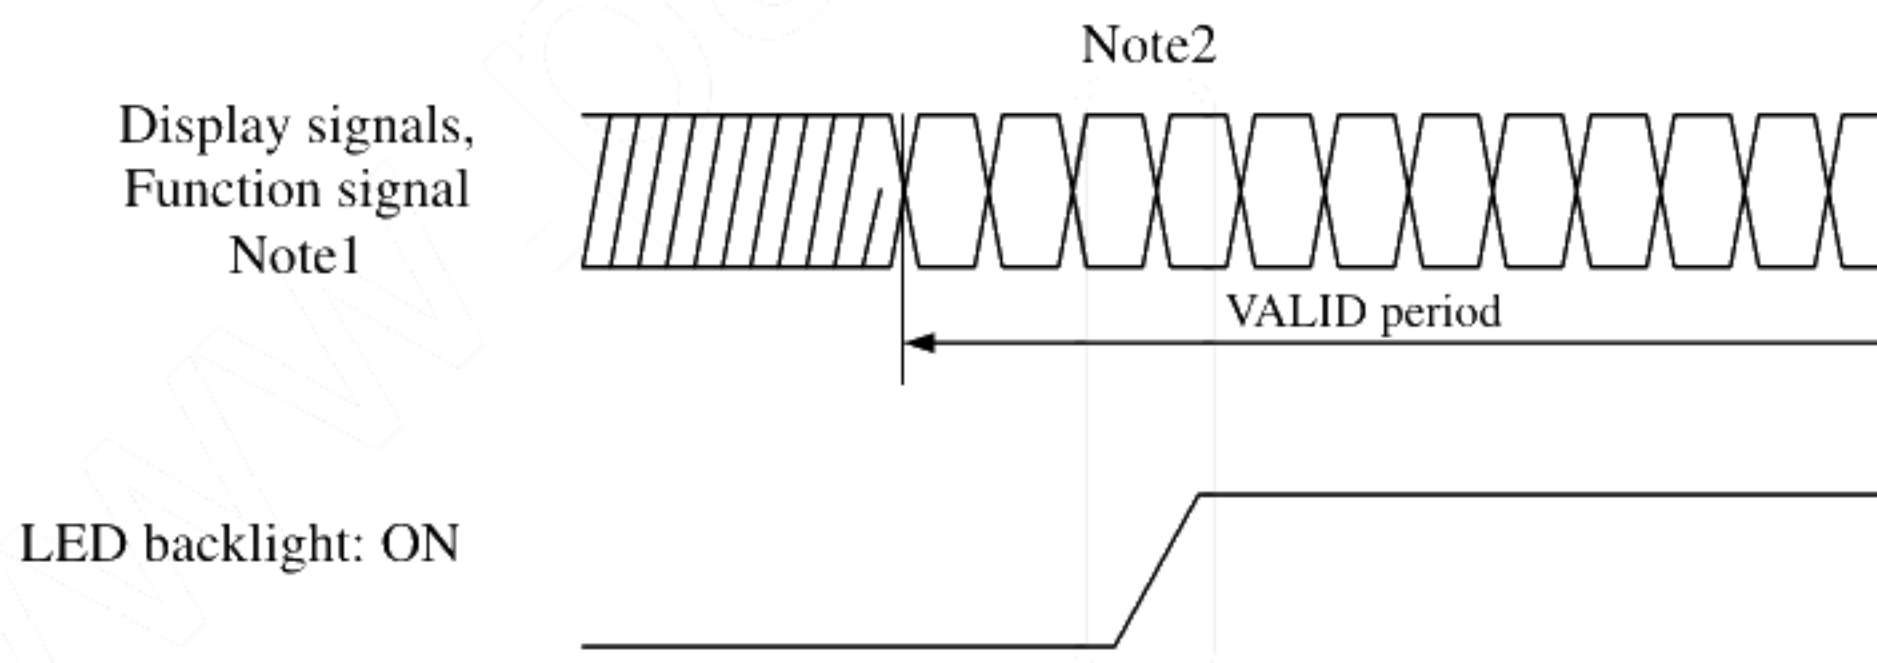 Note2
Display signals,
Function signal
Note1
VALID period
LED backlight: ON